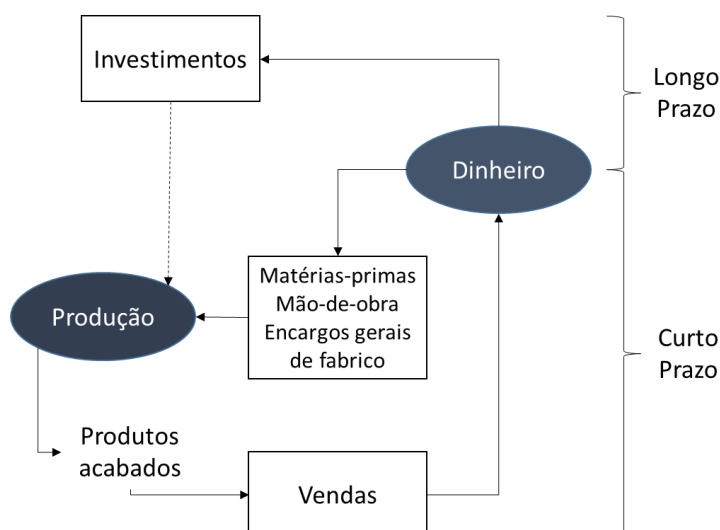 Investimentos
Longo
Prazo
Dinheiro
Matérias-primas
Mão-de-obra
Encargos gerais
de fabrico
Produção
Curto
Prazo
Produtos
acabados
Vendas